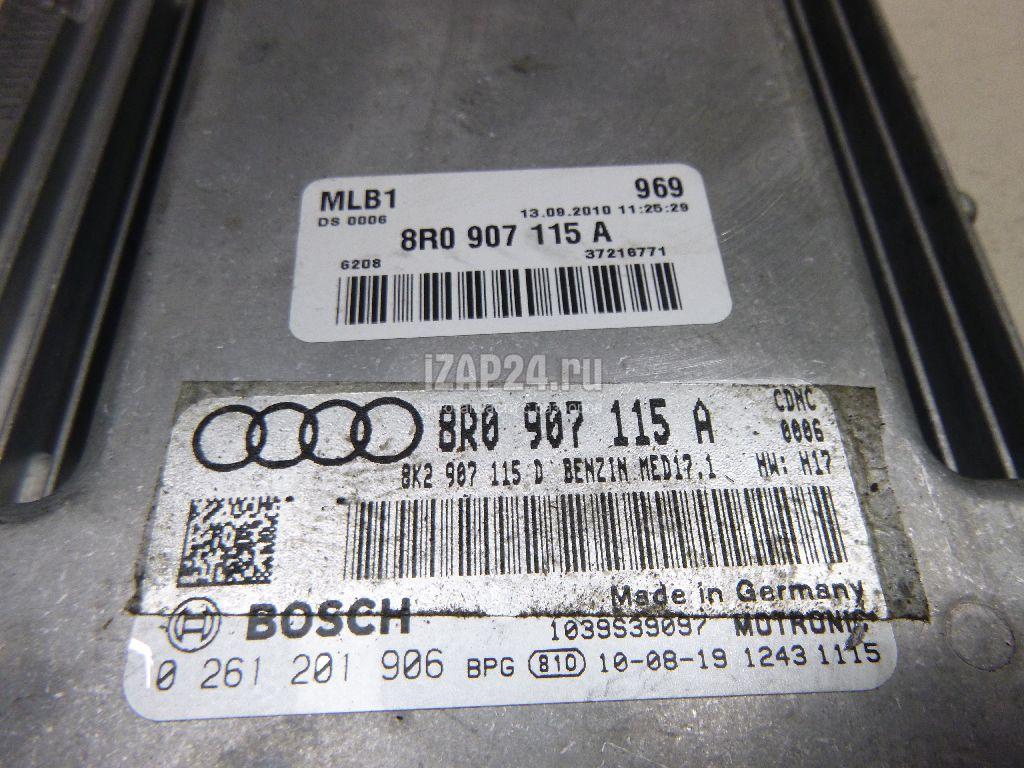 MLB1 969
DS 0006 13.09.2010 11:25:29
8R0 907 115 A
6208 37216771
iZAP24.ru
8R0 907 115 A CDNC
0006
8K2 907 115 D BENZIN MED17.1 HW: H17
Made in Germany
BOSCH 1039S39097 MOTRONIC
0 261 201 906 BPG 810 10-08-19 1243 1115